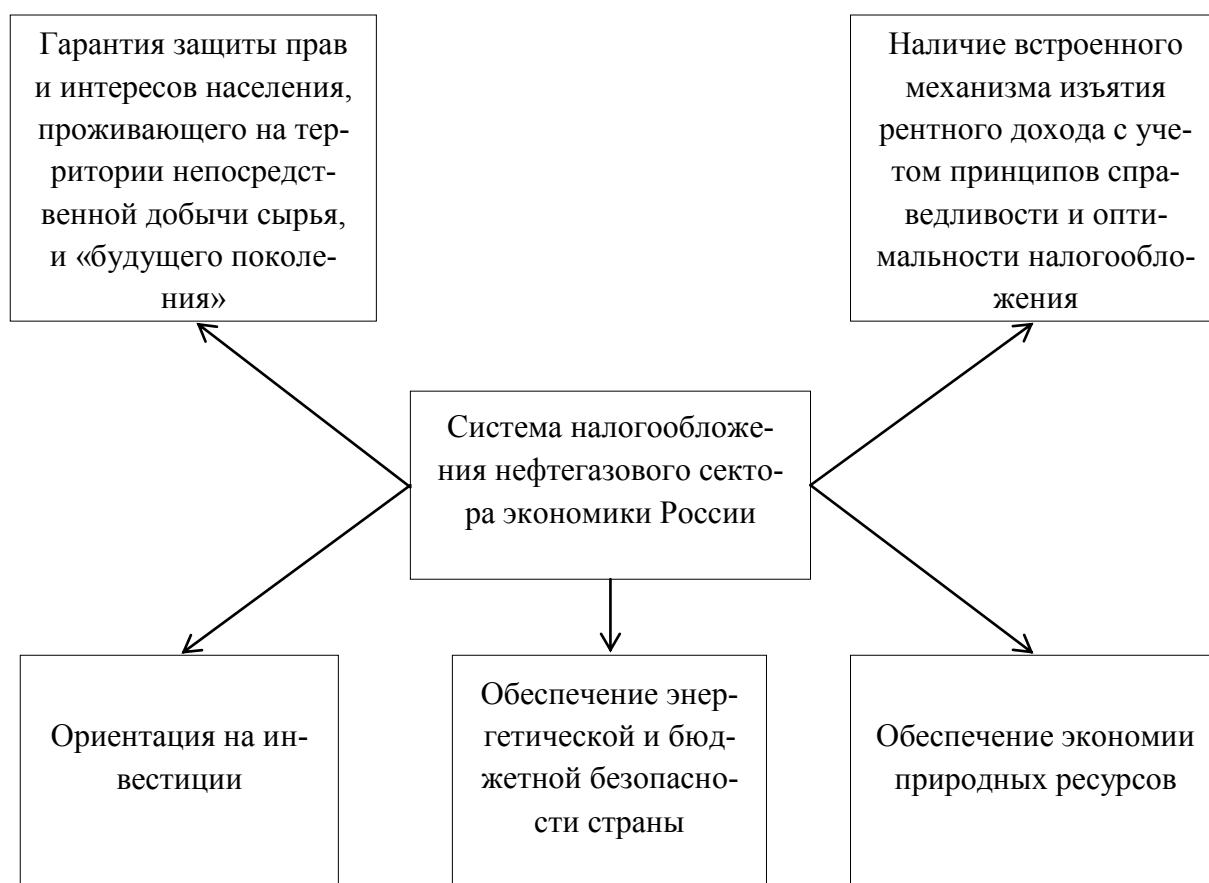 Гарантия защиты прав
и интересов населения,
проживающего на тер-
ритории непосредст-
венной добычи сырья,
и «будущего поколе-
ния»
Наличие встроенного
механизма изъятия
рентного дохода с уче-
том принципов спра-
ведливости и опти-
мальности налогообло-
жения
Система налогообложе-
ния нефтегазового секто-
ра экономики России
Ориентация на ин-
вестиции
Обеспечение энер-
гетической и бюд-
жетной безопасно-
сти страны
Обеспечение экономии
природных ресурсов